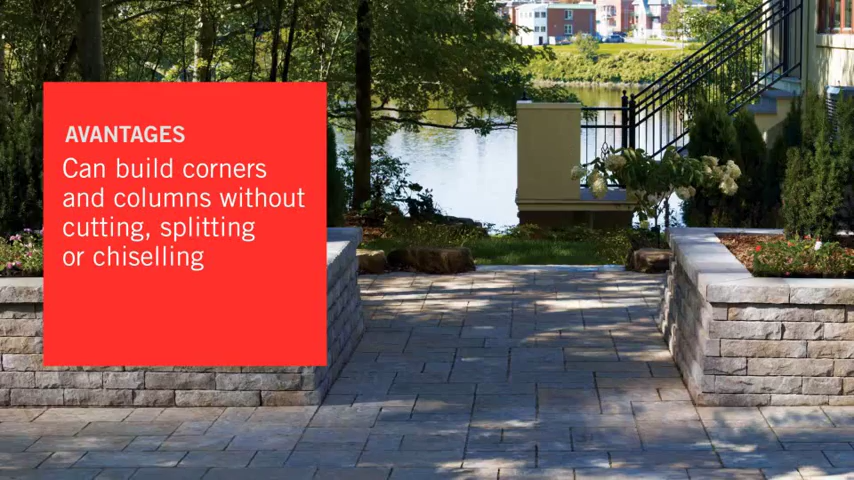 AVANTAGES
Can build corners
and columns without
cutting, splitting
or chiselling